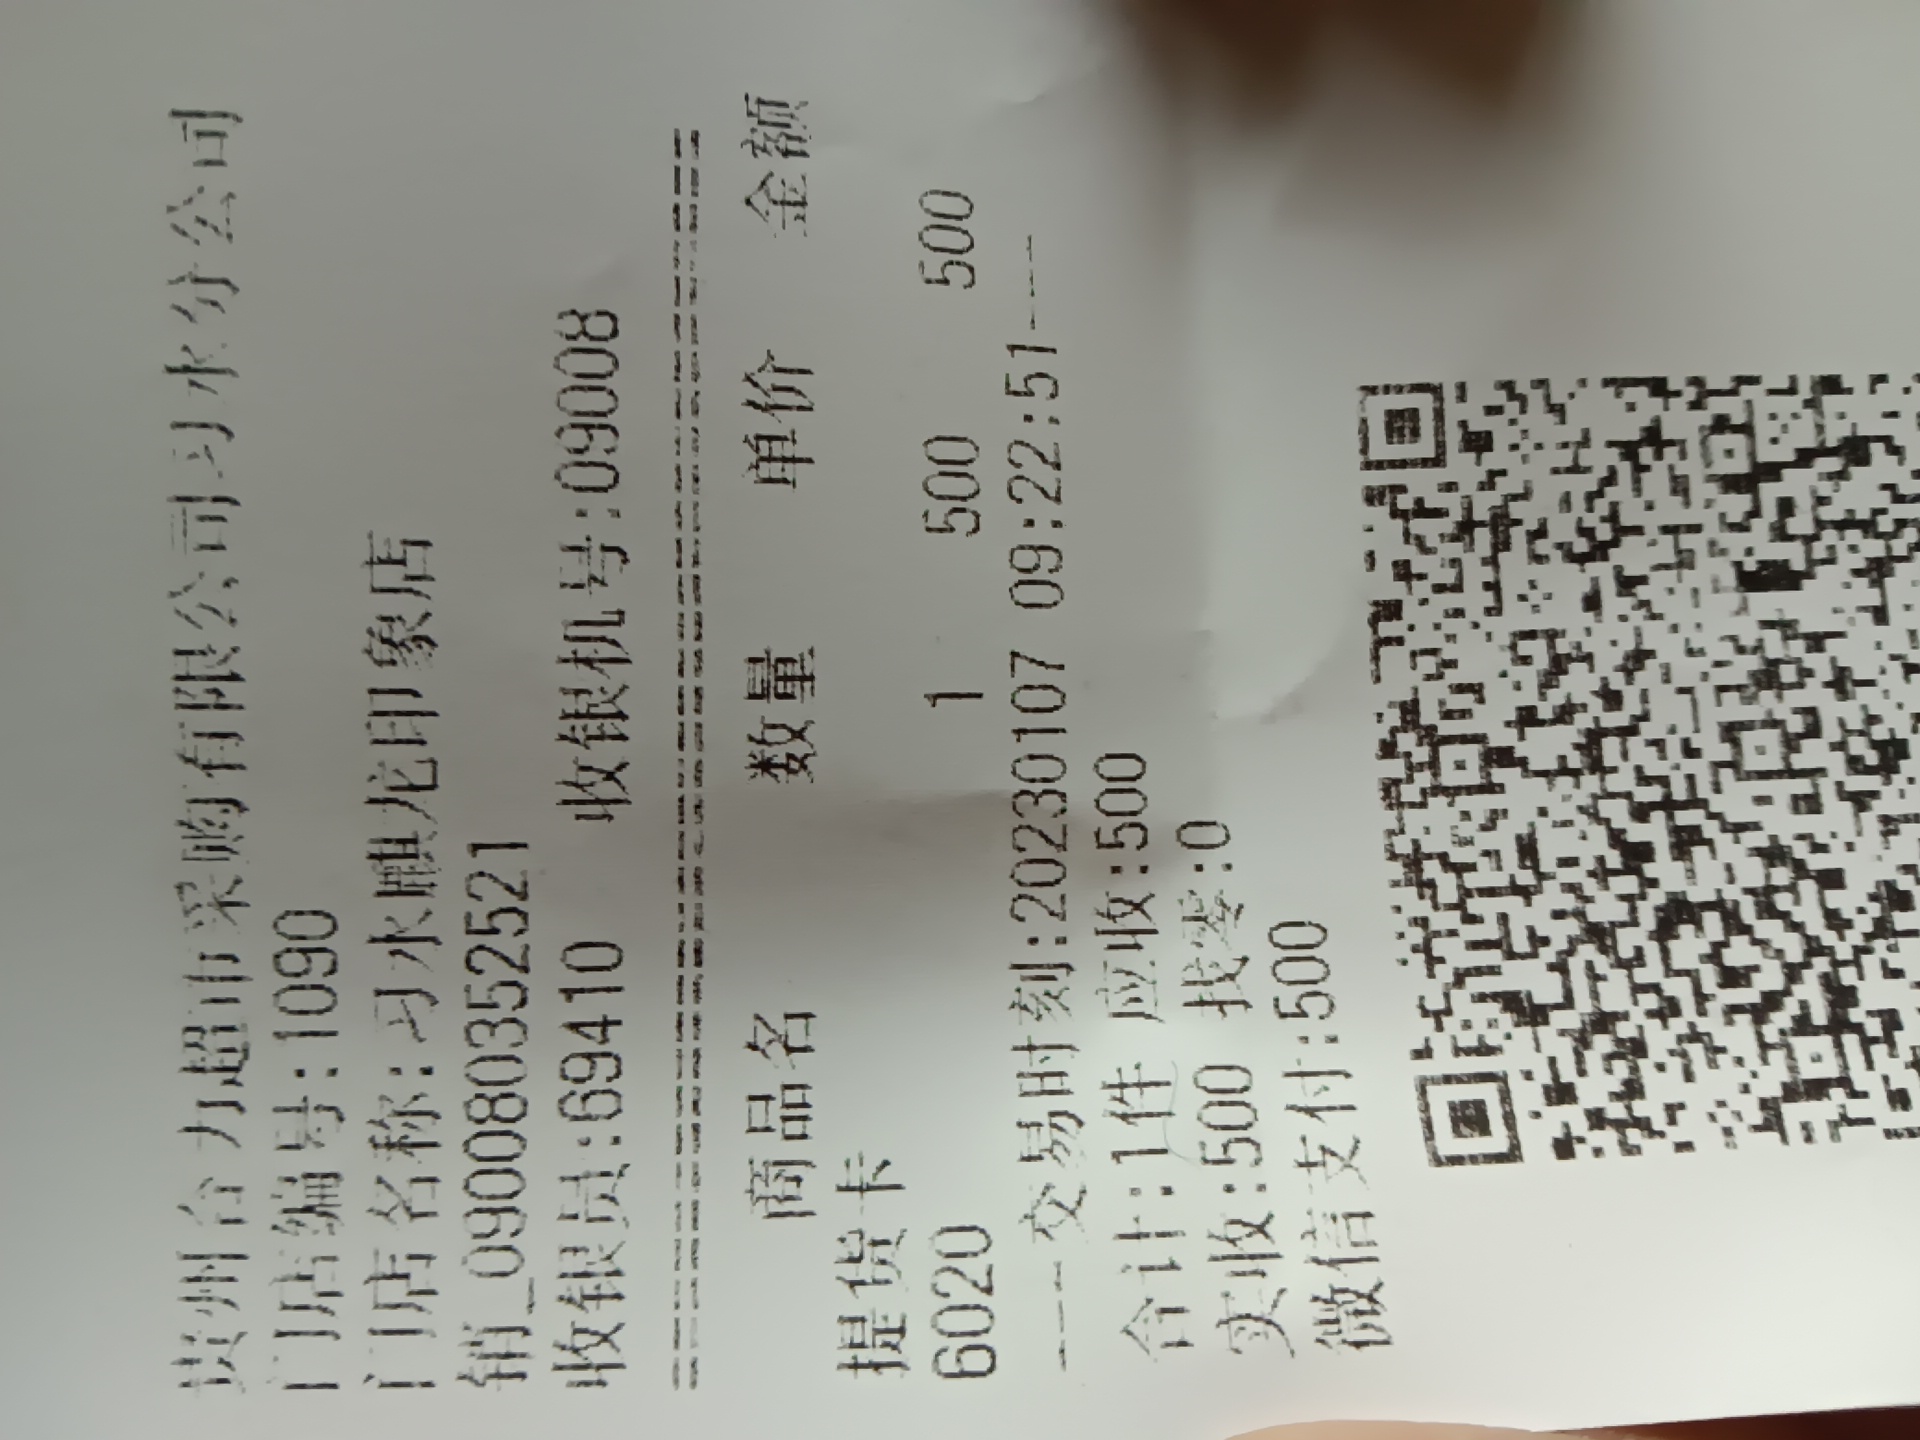 贵州合力超市采购有限公司习水分公司
门店编号:1090
门店名称:习水麒龙印象店
销_0900803522521
收银员:69410 收银机号:09008
商品名 数量 单价 金额
提货卡
6020 1 500 500
----交易时刻:20230107 09:22:51----
合计:1件 应收:500
实收:500 找零:0
微信支付:500